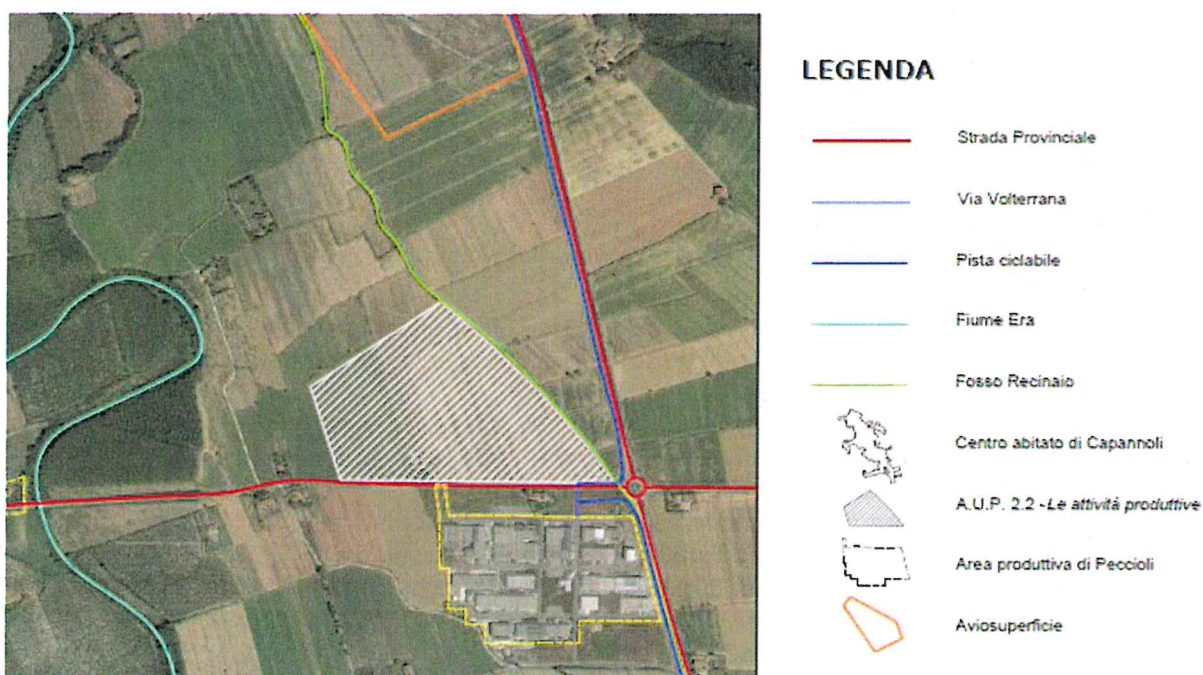 LEGENDA
Strada Provinciale
Via Volterrana
Pista ciclabile
Fiume Era
Fosso Recinaio
Centro abitato di Capannoli
A.U.P. 2.2 - Le attività produttive
Area produttiva di Peccioli
Aviosuperficie